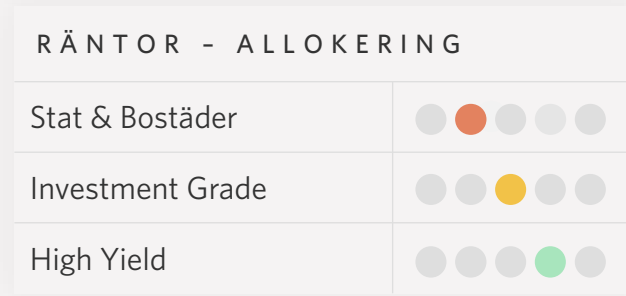 RÄNTOR – ALLOKERING
Stat & Bostäder
Investment Grade
High Yield